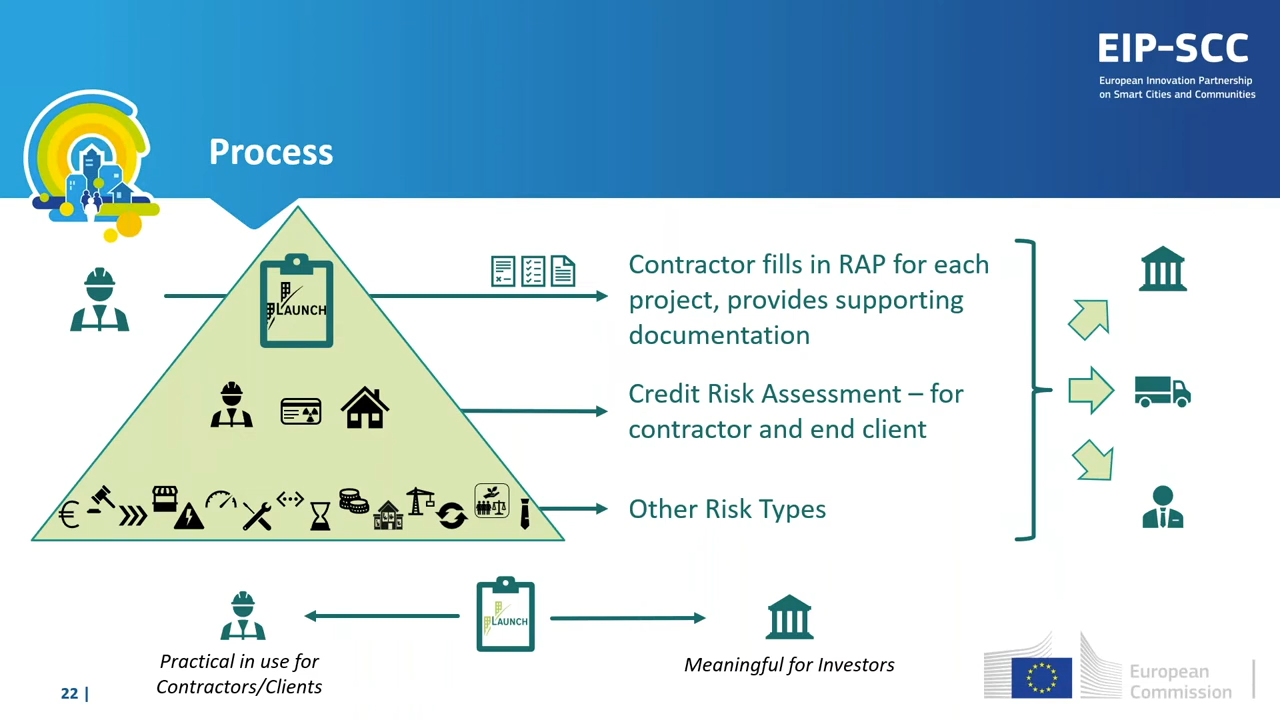 EIP-SCC
European Innovation Partnership
on Smart Cities and Communities
Process
LAUNCH
Contractor fills in RAP for each
project, provides supporting
documentation
Credit Risk Assessment – for
contractor and end client
€
Other Risk Types
LAUNCH
Practical in use for
Contractors/Clients
Meaningful for Investors
European
Commission
22 |